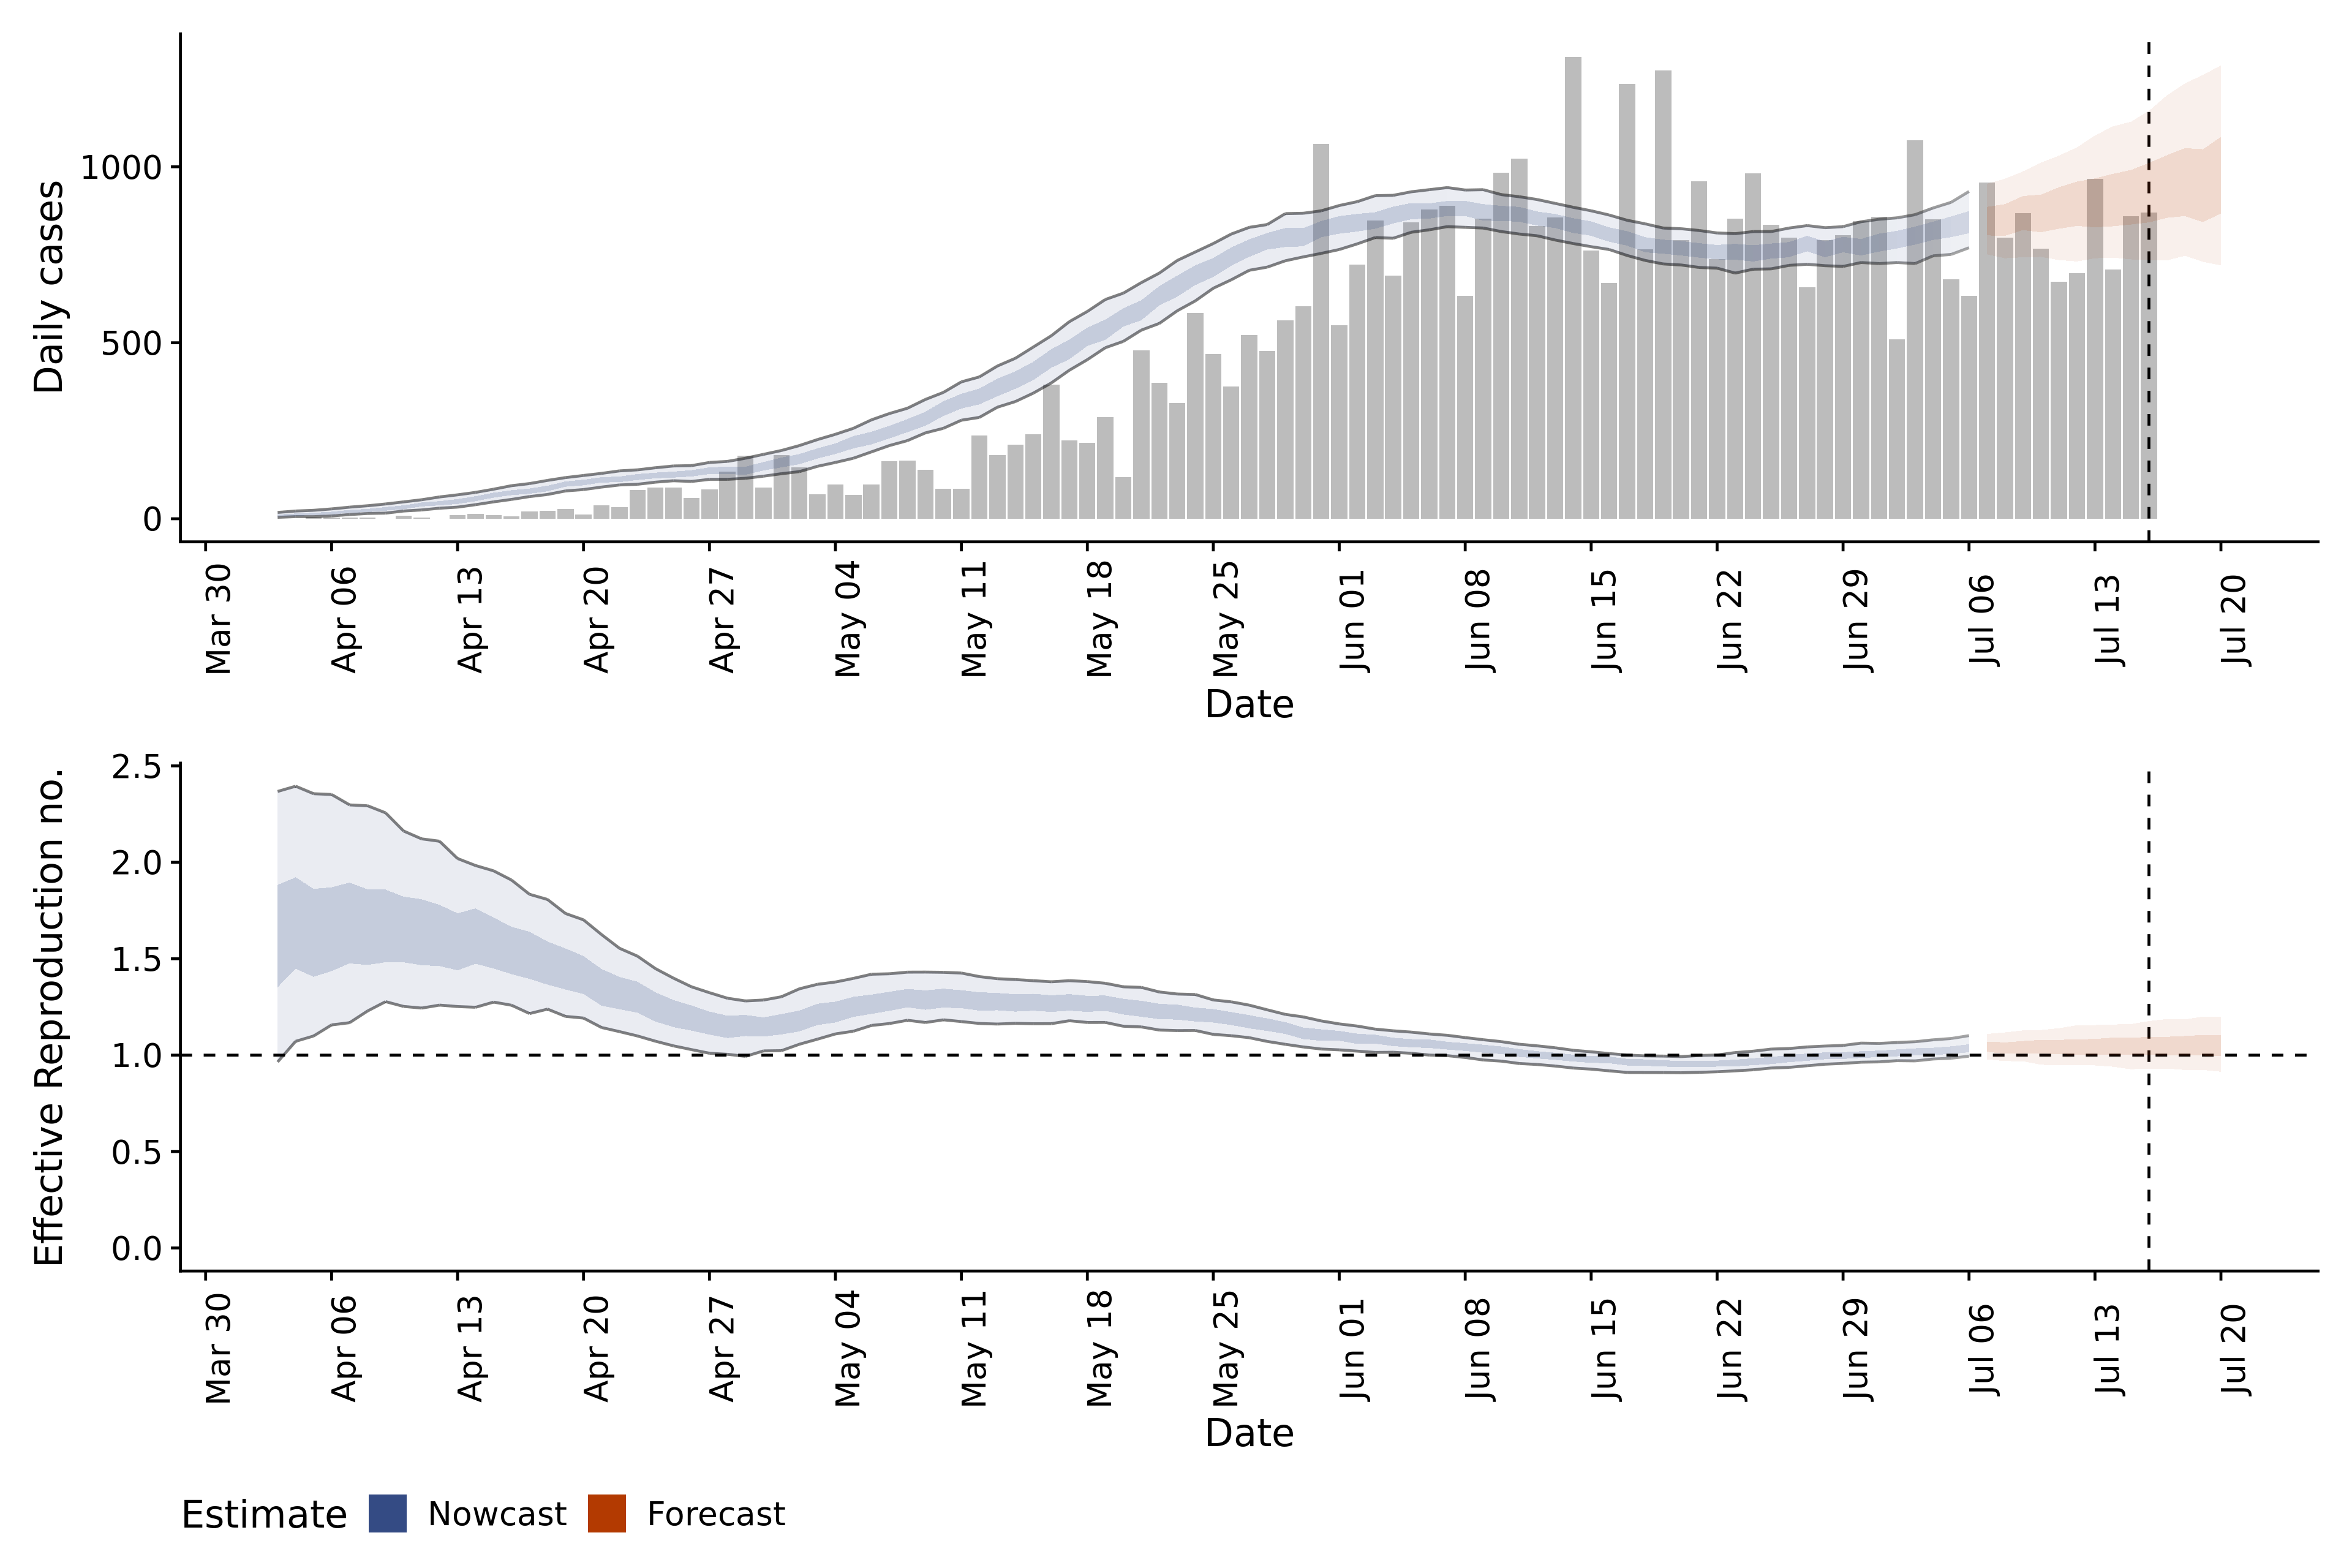 Daily cases
1000
500
0
Mar 30 Apr 06 Apr 13 Apr 20 Apr 27 May 04 May 11 May 18 May 25 Jun 01 Jun 08 Jun 15 Jun 22 Jun 29 Jul 06 Jul 13 Jul 20
Date
Effective Reproduction no.
2.5
2.0
1.5
1.0
0.5
0.0
Mar 30 Apr 06 Apr 13 Apr 20 Apr 27 May 04 May 11 May 18 May 25 Jun 01 Jun 08 Jun 15 Jun 22 Jun 29 Jul 06 Jul 13 Jul 20
Date
Estimate Nowcast Forecast